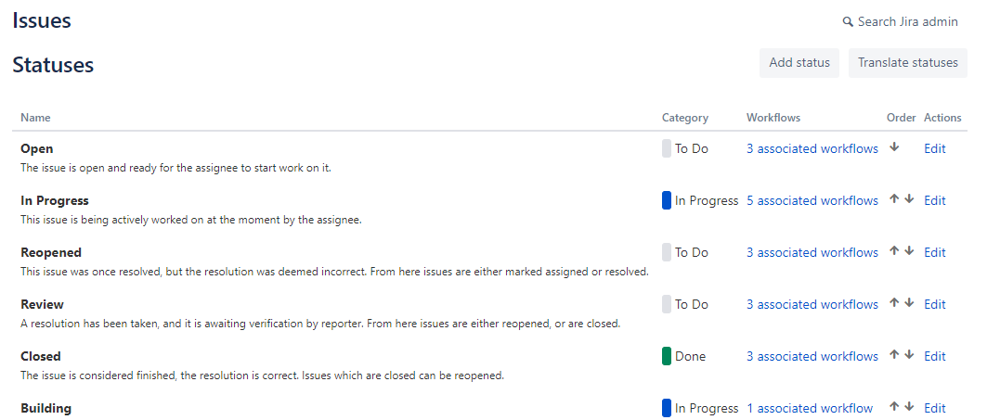 Issues
Search Jira admin
Statuses
Add status
Translate statuses
Name Category Workflows Order Actions
Open To Do 3 associated workflows Edit
The issue is open and ready for the assignee to start work on it.
In Progress In Progress 5 associated workflows Edit
This issue is being actively worked on at the moment by the assignee.
Reopened To Do 3 associated workflows Edit
This issue was once resolved, but the resolution was deemed incorrect. From here issues are either marked assigned or resolved.
Review To Do 3 associated workflows Edit
A resolution has been taken, and it is awaiting verification by reporter. From here issues are either reopened, or are closed.
Closed Done 3 associated workflows Edit
The issue is considered finished, the resolution is correct. Issues which are closed can be reopened.
Building In Progress 1 associated workflow Edit